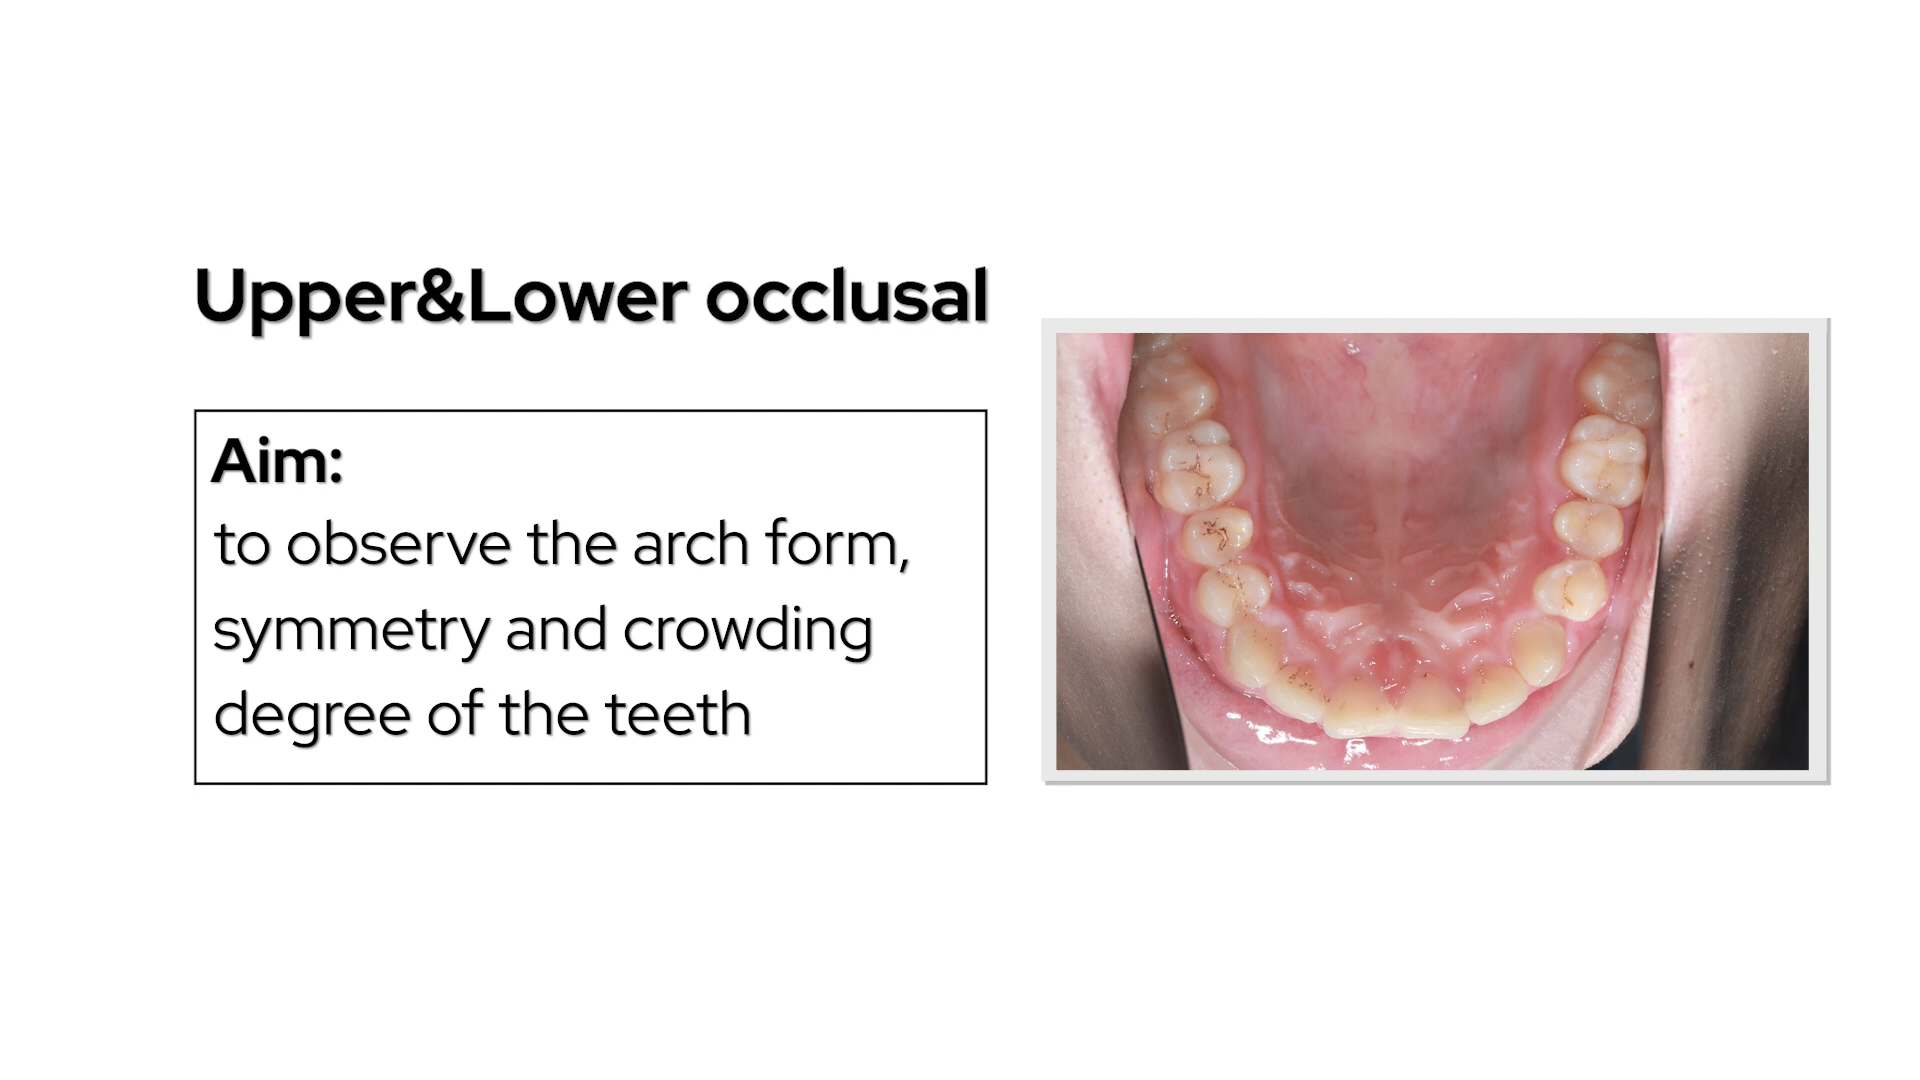 Upper&Lower occlusal
Aim:
to observe the arch form,
symmetry and crowding
degree of the teeth